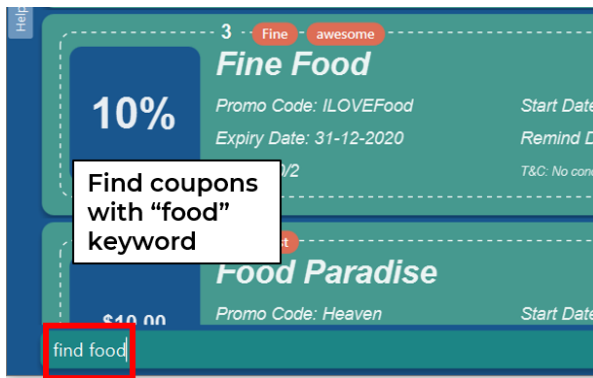 Help
3 Fine awesome
Fine Food
10%
Promo Code: ILOVEFood Start Date
Expiry Date: 31-12-2020 Remind D
0/2 T&C: No cond
Find coupons
with “food”
keyword
st
Food Paradise
$10.00
Promo Code: Heaven Start Date
find food